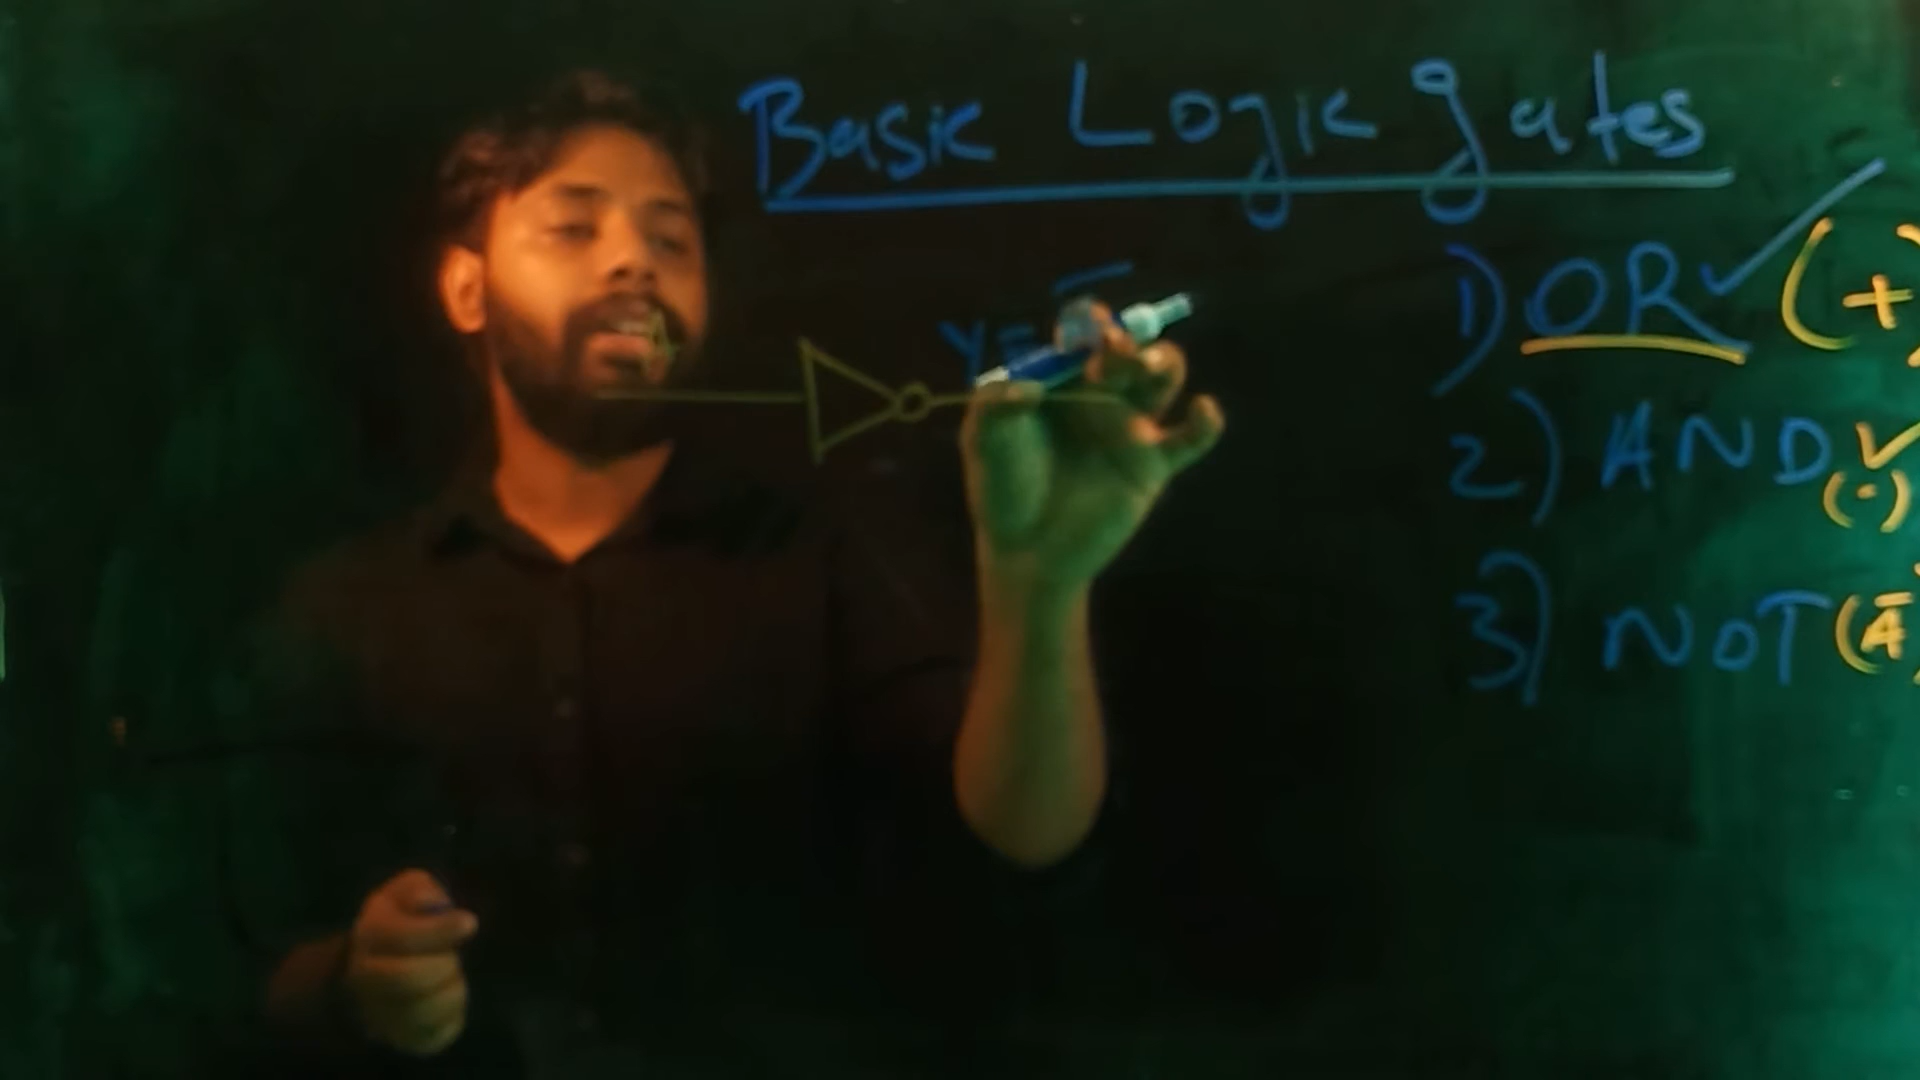 Basic Logic gates
1) OR ✓ (+)
Y =
A
2) AND ✓
(·)
3) NOT (Ā)